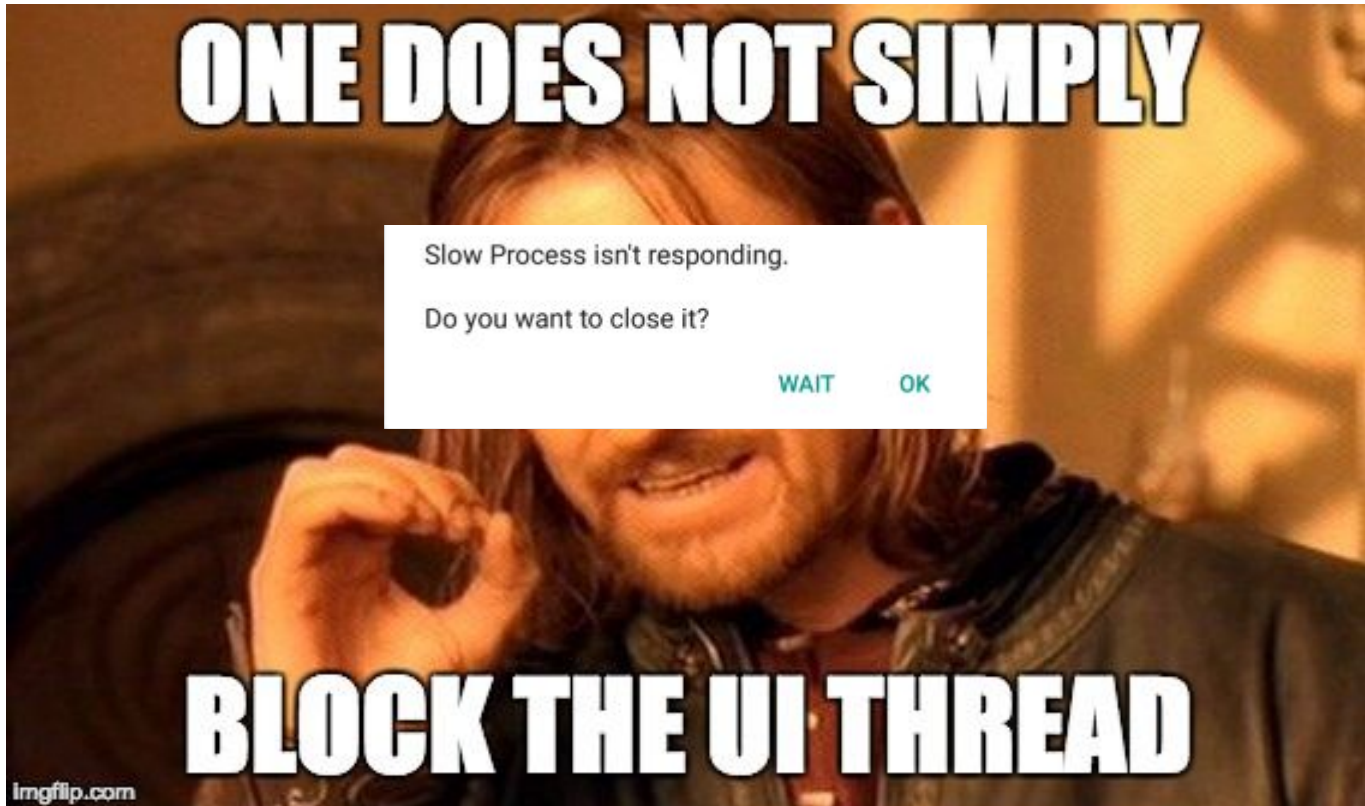 ONE DOES NOT SIMPLY
Slow Process isn't responding.
Do you want to close it?
WAIT OK
BLOCK THE UI THREAD
imgflip.com